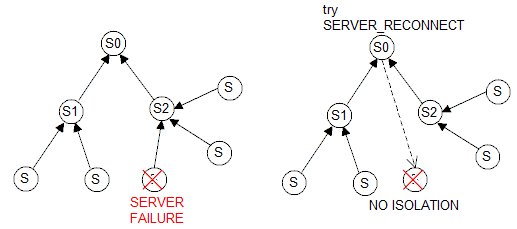 try
SERVER_RECONNECT
S0
S0
S
S
S1
S2
S1
S2
S
S
S
S
S
S
SERVER
FAILURE
NO ISOLATION